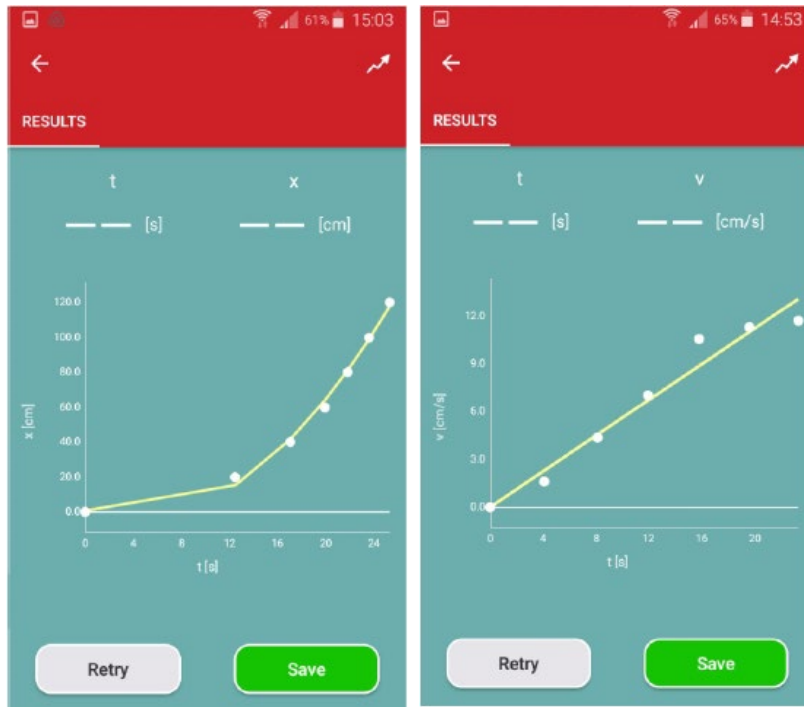 61% 15:03
RESULTS
t x
[s] [cm]
120.0
100.0
80.0
60.0
40.0
20.0
0.0
x [cm]
0 4 8 12 16 20 24
t [s]
Retry Save
65% 14:53
RESULTS
t v
[s] [cm/s]
12.0
9.0
6.0
3.0
0.0
v [cm/s]
0 4 8 12 16 20
t [s]
Retry Save